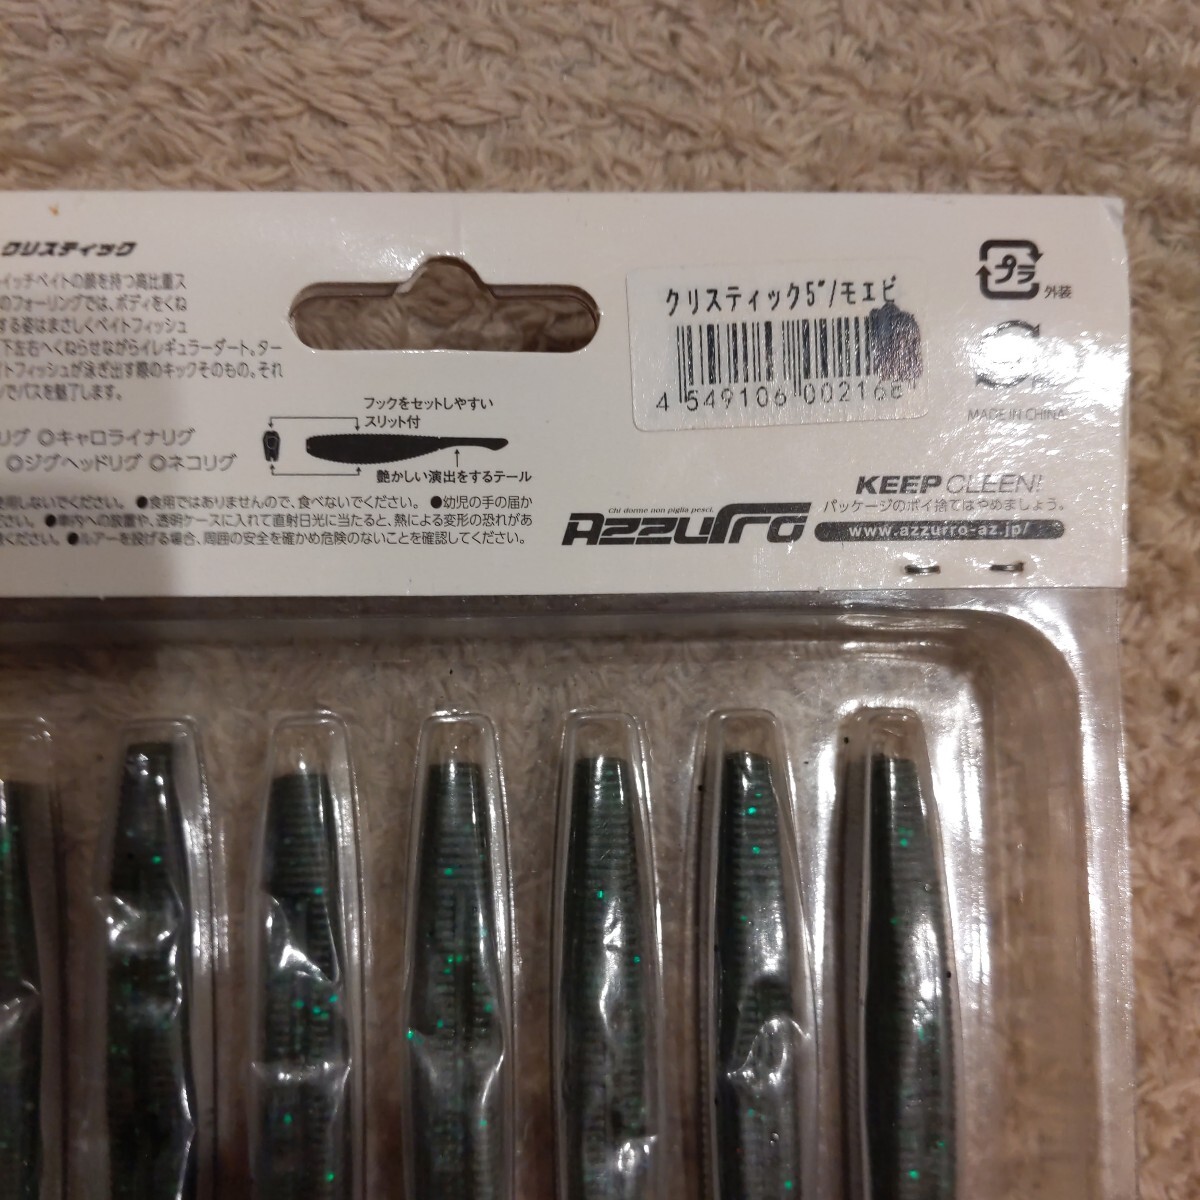 クリスティック
イッチベイトの顔を持つ高比重ス
のフォーリングでは、ボディをくね
する姿はまさしくベイトフィッシュ
下左右へくねらせながらイレギュラーダート。ター
トフィッシュが泳ぎ出す際のキックそのもの。それ
でバスを魅了します。
リグ ◎キャロライナリグ
◎ジグヘッドリグ ◎ネコリグ
フックをセットしやすい
スリット付
艶かしい演出をするテール
使用しないでください。 ●食用ではありませんので、食べないでください。 ●幼児の手の届か
ださい。 ●車内への放置や、透明ケースに入れて直射日光に当たると、熱による変形の恐れがあ
ください。 ●ルアーを投げる場合、周囲の安全を確かめ危険のないことを確認してください。
クリスティック5"/モエビ
4 549106 00216
プラ
外装
MADE IN CHINA
Chi dorme non piglia pesci.
Azzurro
KEEP CLEEN!
パッケージのポイ捨てはやめましょう。
www.azzurro-az.jp/